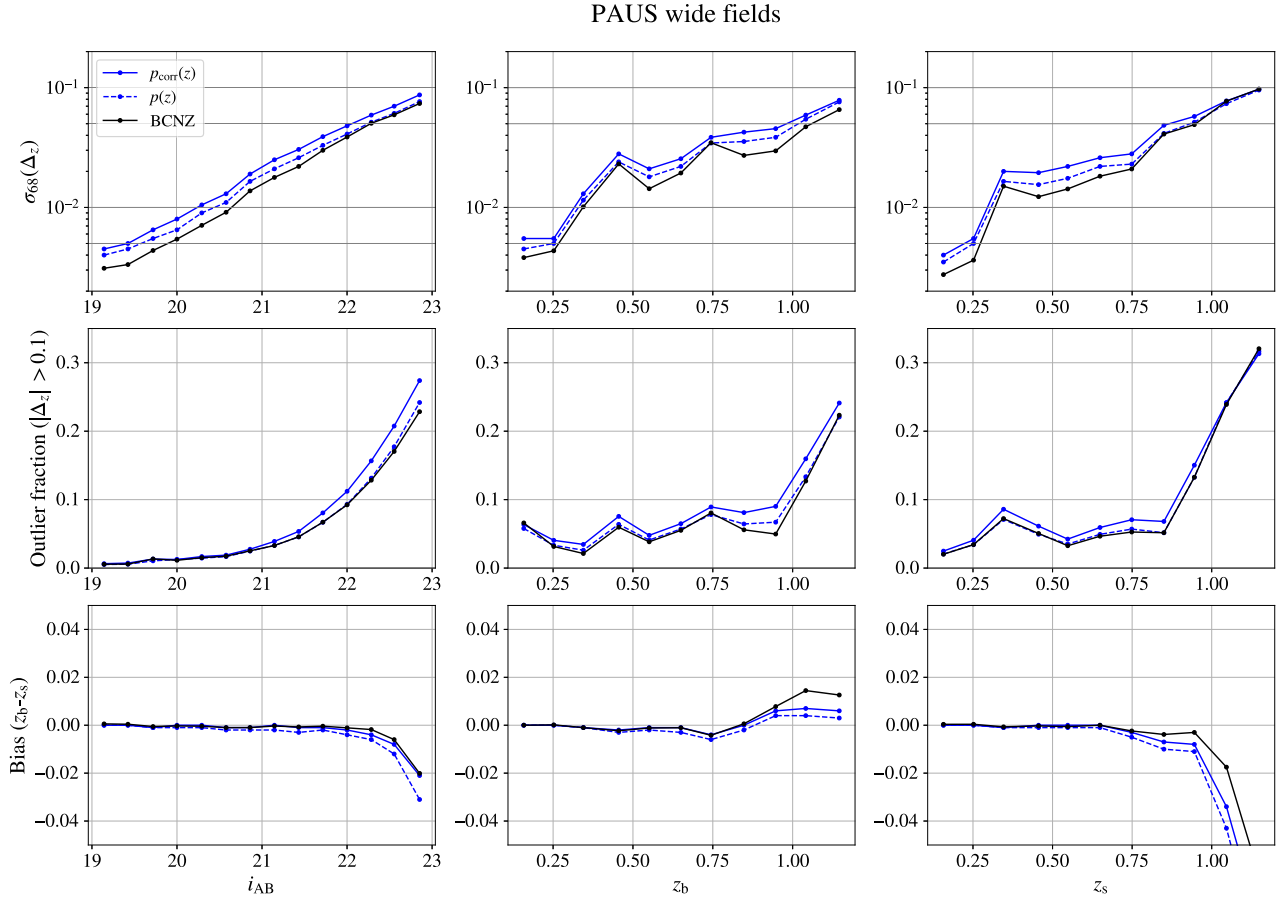 PAUS wide fields
p_corr(z)
p(z)
BCNZ
10^−1
10^−2
σ_68(Δ_z)
19 20 21 22 23
10^−1
10^−2
0.25 0.50 0.75 1.00
10^−1
10^−2
0.25 0.50 0.75 1.00
Outlier fraction (|Δ_z| > 0.1)
0.3
0.2
0.1
0.0
19 20 21 22 23
0.3
0.2
0.1
0.0
0.25 0.50 0.75 1.00
0.3
0.2
0.1
0.0
0.25 0.50 0.75 1.00
Bias (z_b-z_s)
0.04
0.02
0.00
−0.02
−0.04
19 20 21 22 23
i_AB
0.04
0.02
0.00
−0.02
−0.04
0.25 0.50 0.75 1.00
z_b
0.04
0.02
0.00
−0.02
−0.04
0.25 0.50 0.75 1.00
z_s